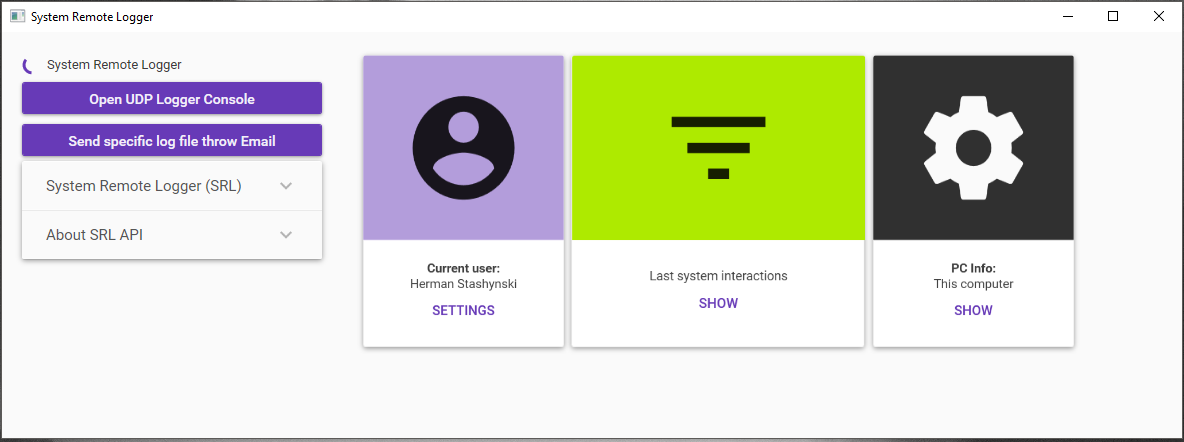 System Remote Logger
System Remote Logger
Open UDP Logger Console
Send specific log file throw Email
System Remote Logger (SRL)
About SRL API
Current user:
Herman Stashynski
SETTINGS
Last system interactions
SHOW
PC Info:
This computer
SHOW